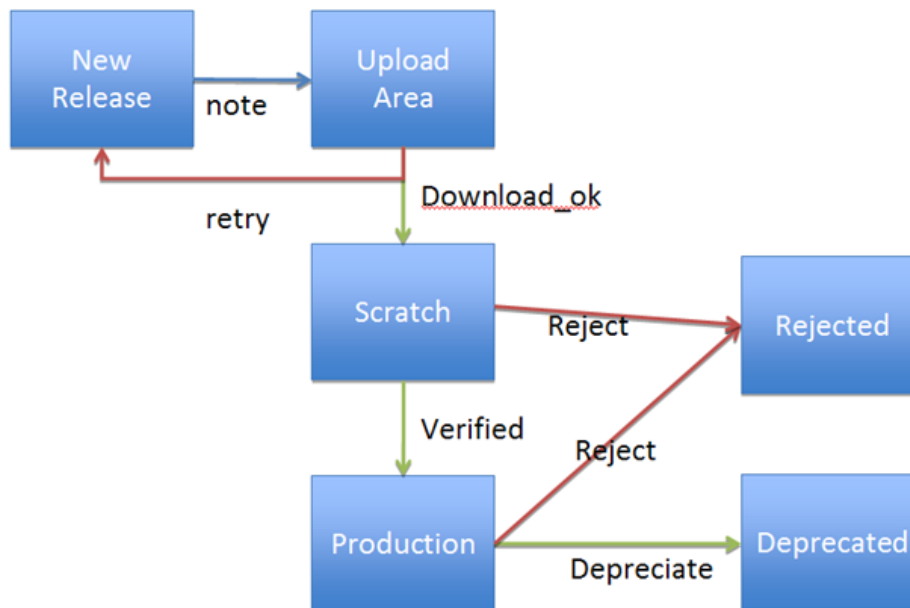 New
Release
note
Upload
Area
retry
Download_ok
Scratch
Reject
Rejected
Verified
Reject
Production
Depreciate
Deprecated